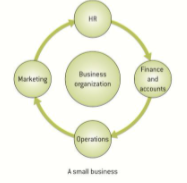 HR
Marketing
Business
organization
Finance
and
accounts
Operations
A small business